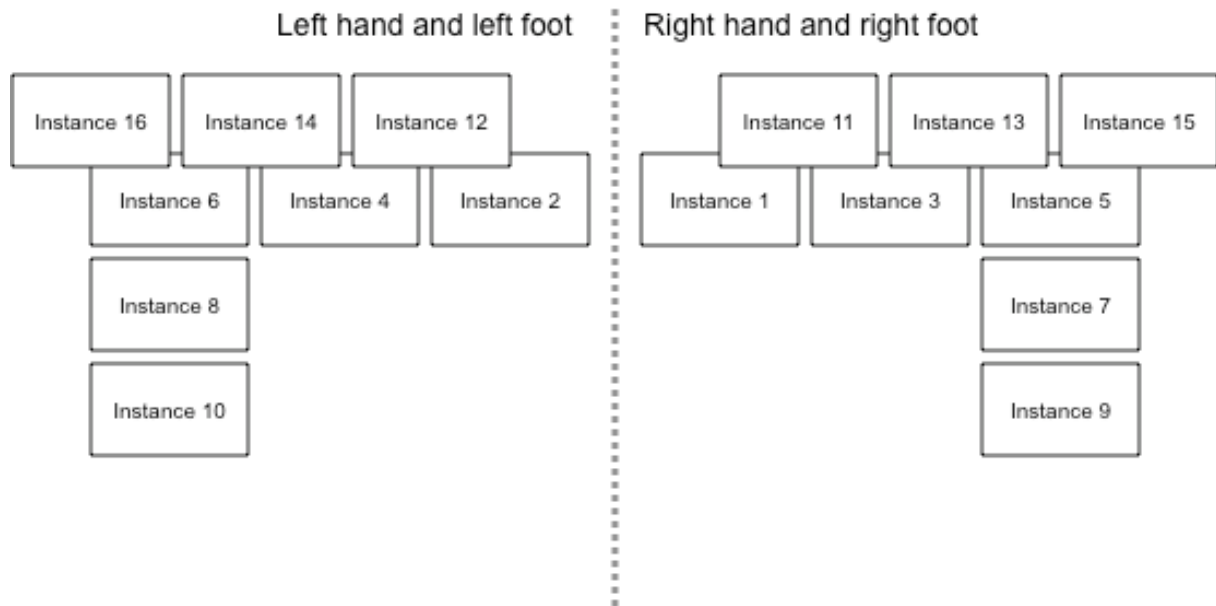 Left hand and left foot
Right hand and right foot
Instance 16
Instance 14
Instance 12
Instance 11
Instance 13
Instance 15
Instance 6
Instance 4
Instance 2
Instance 1
Instance 3
Instance 5
Instance 8
Instance 7
Instance 10
Instance 9